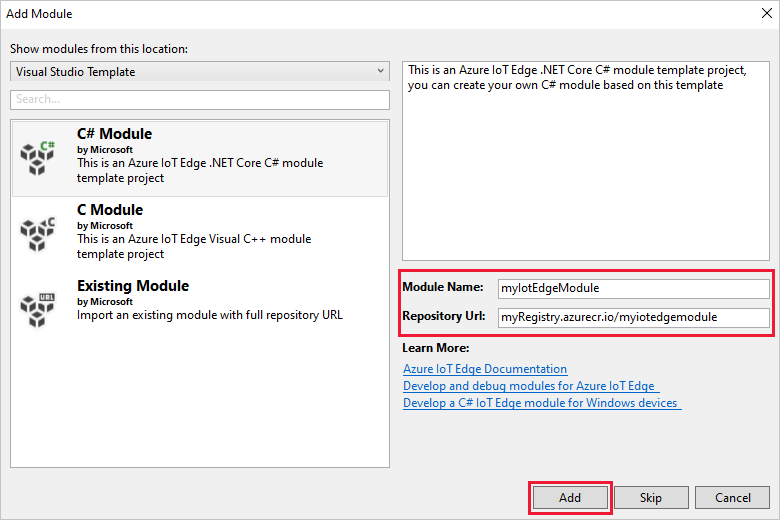 Add Module
Show modules from this location:
Visual Studio Template
Search...
C# Module
by Microsoft
This is an Azure IoT Edge .NET Core C# module
template project
C Module
by Microsoft
This is an Azure IoT Edge Visual C++ module
template project
Existing Module
by Microsoft
Import an existing module with full repository URL
C#
C
URL
This is an Azure IoT Edge .NET Core C# module template project,
you can create your own C# module based on this template
Module Name: myIotEdgeModule
Repository Url: myRegistry.azurecr.io/myiotedgemodule
Learn More:
Azure IoT Edge Documentation
Develop and debug modules for Azure IoT Edge
Develop a C# IoT Edge module for Windows devices
Add Skip Cancel